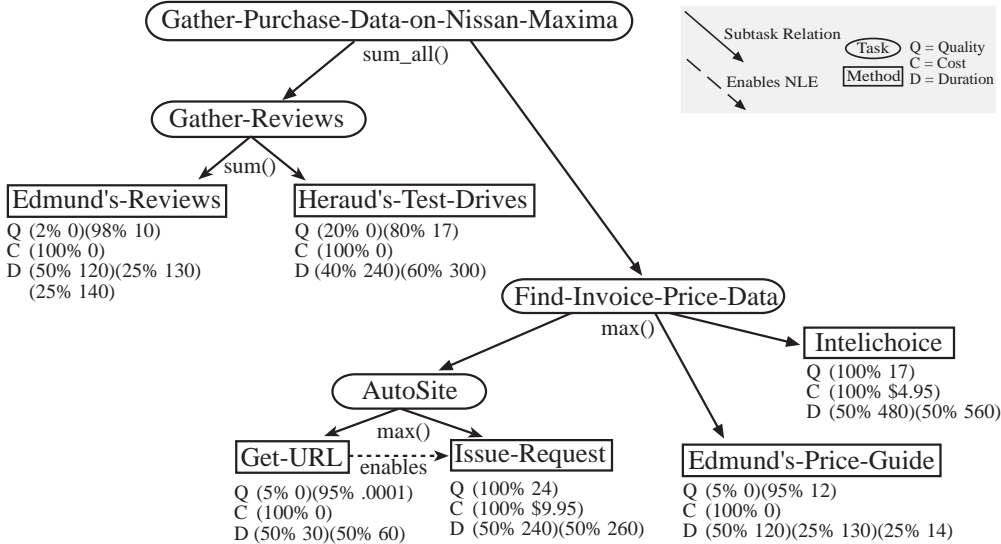 Gather-Purchase-Data-on-Nissan-Maxima
sum_all()
Subtask Relation
Enables NLE
Task
Method
Q = Quality
C = Cost
D = Duration
Gather-Reviews
sum()
Edmund's-Reviews
Q (2% 0)(98% 10)
C (100% 0)
D (50% 120)(25% 130)
(25% 140)
Heraud's-Test-Drives
Q (20% 0)(80% 17)
C (100% 0)
D (40% 240)(60% 300)
Find-Invoice-Price-Data
max()
Intelichoice
Q (100% 17)
C (100% $4.95)
D (50% 480)(50% 560)
AutoSite
max()
Get-URL
enables
Issue-Request
Q (5% 0)(95% .0001)
C (100% 0)
D (50% 30)(50% 60)
Q (100% 24)
C (100% $9.95)
D (50% 240)(50% 260)
Edmund's-Price-Guide
Q (5% 0)(95% 12)
C (100% 0)
D (50% 120)(25% 130)(25% 14)